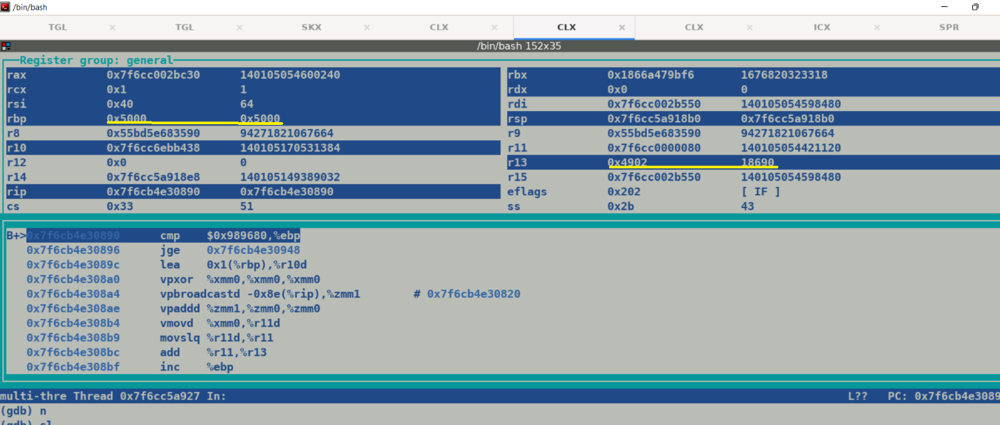 /bin/bash
TGL × TGL × SKX × CLX × CLX × CLX × ICX × SPR
/bin/bash 152x35
Register group: general
rax 0x7f6cc002bc30 140105054600240 rbx 0x1866a479bf6 1676820323318
rcx 0x1 1 rdx 0x0 0
rsi 0x40 64 rdi 0x7f6cc002b550 140105054598480
rbp 0x5000 0x5000 rsp 0x7f6cc5a918b0 0x7f6cc5a918b0
r8 0x55bd5e683590 94271821067664 r9 0x55bd5e683590 94271821067664
r10 0x7f6cc6ebb438 140105170531384 r11 0x7f6cc0000080 140105054421120
r12 0x0 0 r13 0x4902 18690
r14 0x7f6cc5a918e8 140105149389032 r15 0x7f6cc002b550 140105054598480
rip 0x7f6cb4e30890 0x7f6cb4e30890 eflags 0x202 [ IF ]
cs 0x33 51 ss 0x2b 43
B+>0x7f6cb4e30890 cmp $0x989680,%ebp
0x7f6cb4e30896 jge 0x7f6cb4e30948
0x7f6cb4e3089c lea 0x1(%rbp),%r10d
0x7f6cb4e308a0 vpxor %xmm0,%xmm0,%xmm0
0x7f6cb4e308a4 vpbroadcastd -0x8e(%rip),%zmm1 # 0x7f6cb4e30820
0x7f6cb4e308ae vpaddd %zmm1,%zmm0,%zmm0
0x7f6cb4e308b4 vmovd %xmm0,%r11d
0x7f6cb4e308b9 movslq %r11d,%r11
0x7f6cb4e308bc add %r11,%r13
0x7f6cb4e308bf inc %ebp
multi-thre Thread 0x7f6cc5a927 In: L?? PC: 0x7f6cb4e3089
(gdb) n
(gdb) sl